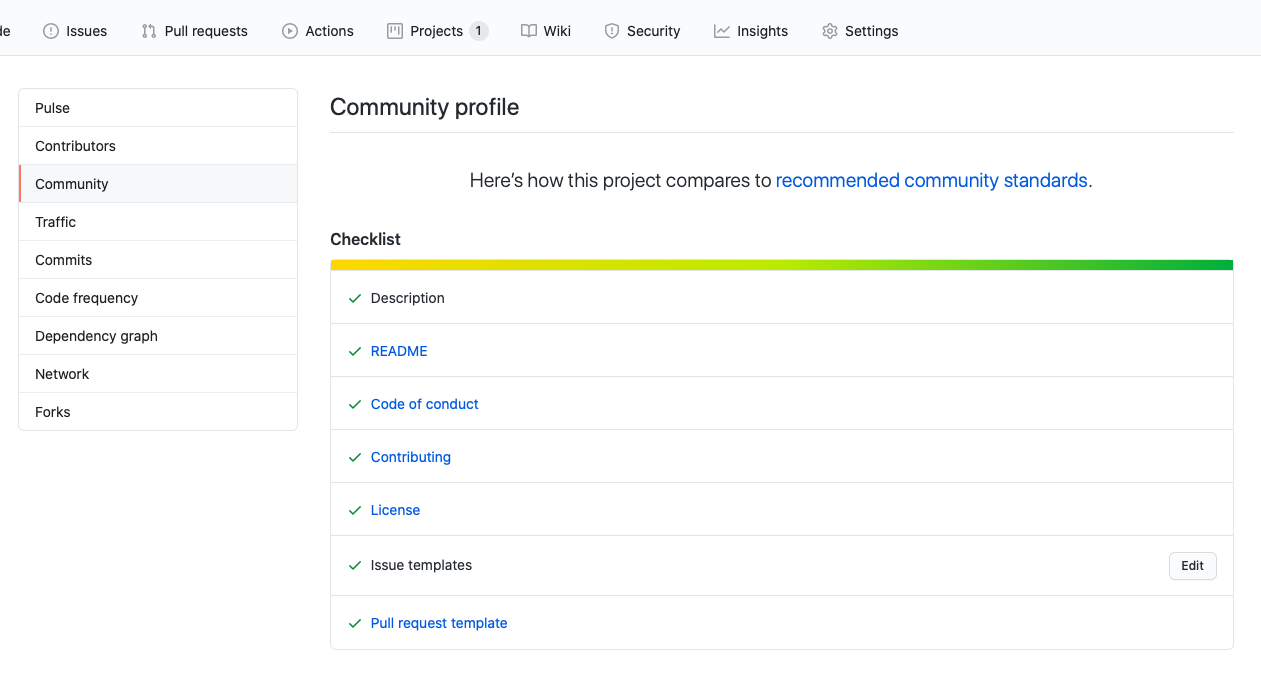 de Issues Pull requests Actions Projects 1 Wiki Security Insights Settings
Pulse
Contributors
Community
Traffic
Commits
Code frequency
Dependency graph
Network
Forks
Community profile
Here’s how this project compares to recommended community standards.
Checklist
Description
README
Code of conduct
Contributing
License
Issue templates Edit
Pull request template